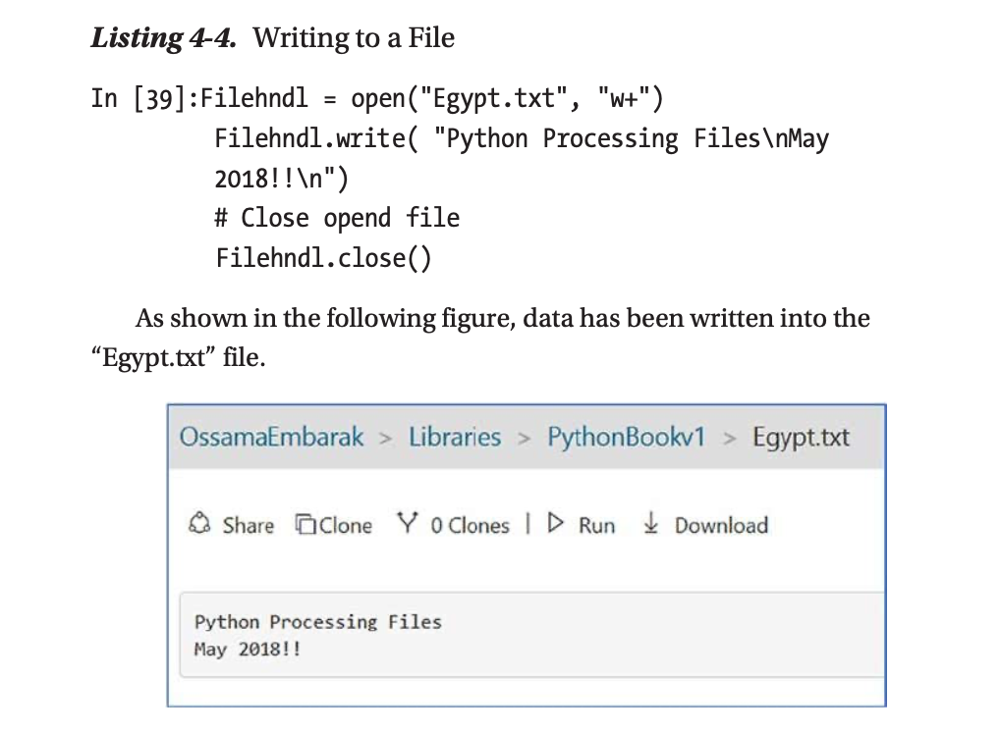 Listing 4-4. Writing to a File
In [39]:Filehndl = open("Egypt.txt", "w+")
Filehndl.write( "Python Processing Files\nMay
2018!!\n")
# Close opend file
Filehndl.close()
As shown in the following figure, data has been written into the
“Egypt.txt” file.
OssamaEmbarak > Libraries > PythonBookv1 > Egypt.txt
Share Clone 0 Clones | Run Download
Python Processing Files
May 2018!!